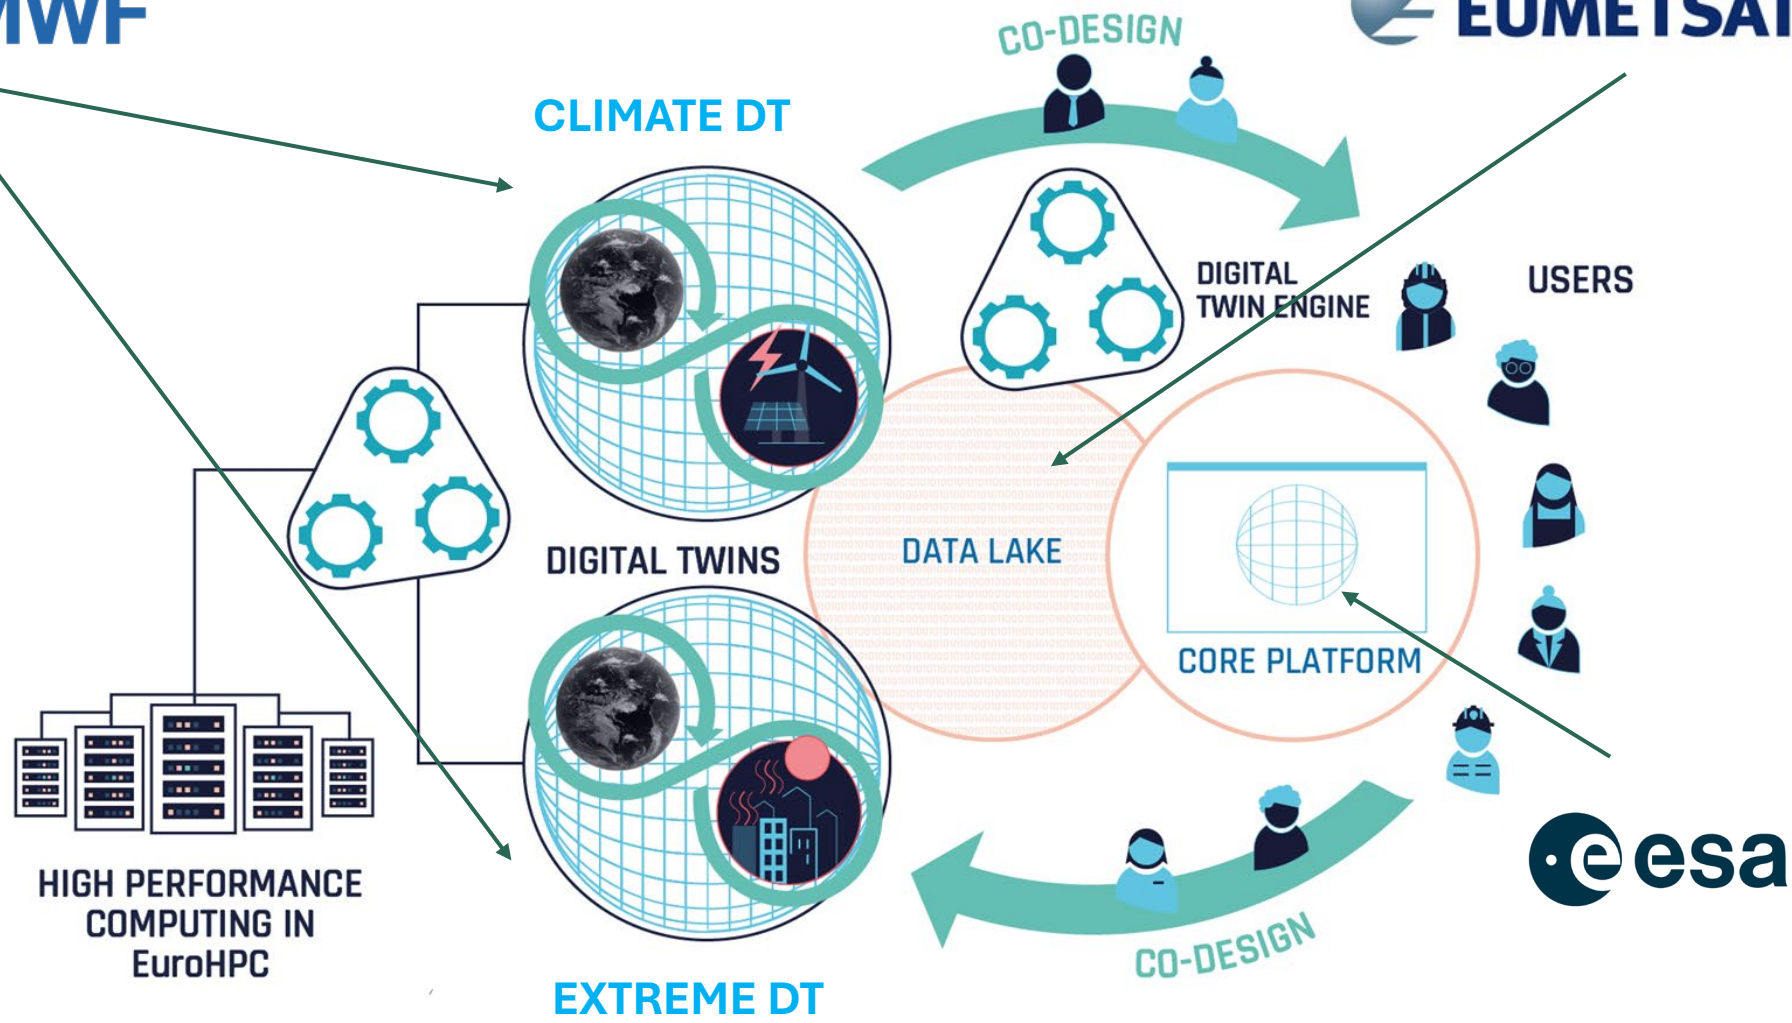 MWF
EUMETSAT
CO-DESIGN
CLIMATE DT
DIGITAL
TWIN ENGINE
USERS
DIGITAL TWINS
DATA LAKE
CORE PLATFORM
HIGH PERFORMANCE
COMPUTING IN
EuroHPC
esa
CO-DESIGN
EXTREME DT